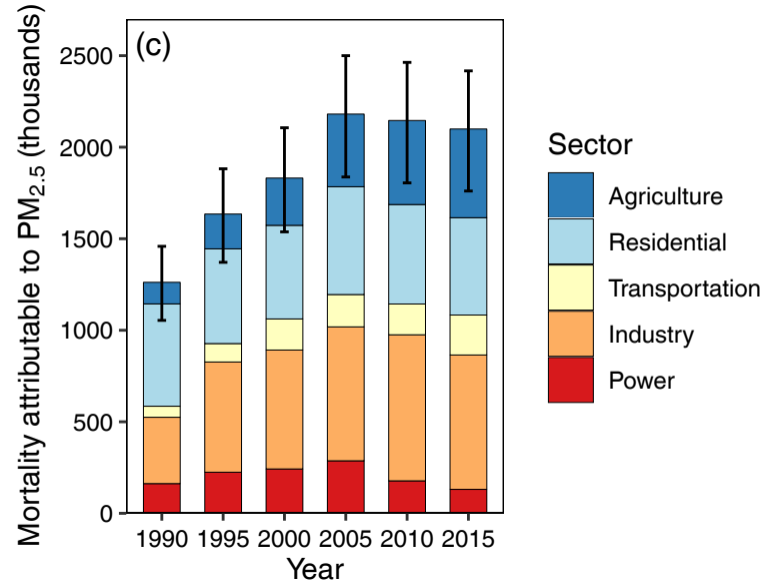 (c)
Mortality attributable to PM2.5 (thousands)
2500
2000
1500
1000
500
0
1990 1995 2000 2005 2010 2015
Year
Sector
Agriculture
Residential
Transportation
Industry
Power